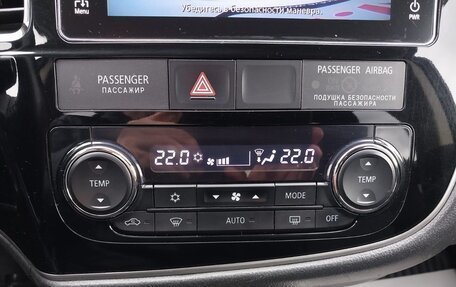 Убедитесь в безопасности маневра.
Menu
PWR
PASSENGER
ПАССАЖИР
PASSENGER AIRBAG
ПОДУШКА БЕЗОПАСНОСТИ
ПАССАЖИРА
22.0 22.0
TEMP
TEMP
MODE
AUTO
OFF